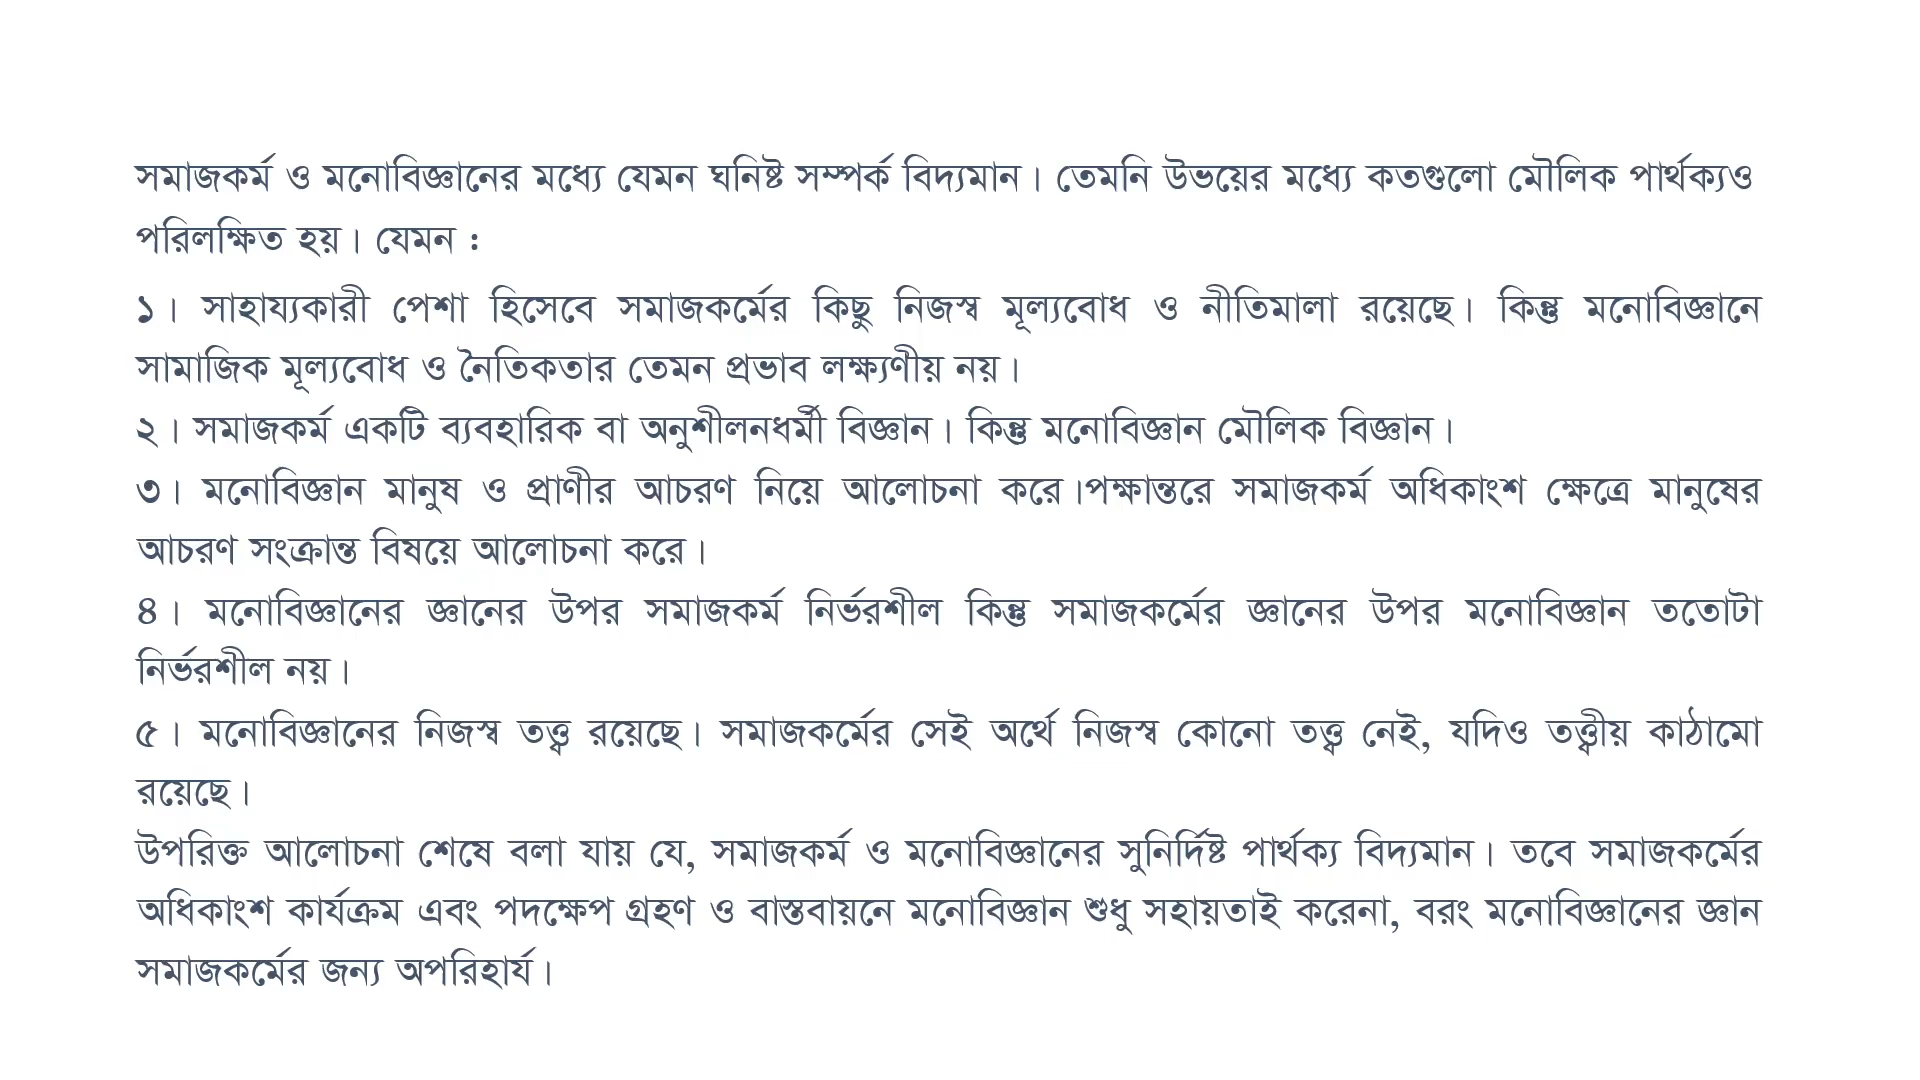 সমাজকর্ম ও মনোবিজ্ঞানের মধ্যে যেমন ঘনিষ্ট সম্পর্ক বিদ্যমান। তেমনি উভয়ের মধ্যে কতগুলো মৌলিক পার্থক্যও
পরিলক্ষিত হয়। যেমন :
১। সাহায্যকারী পেশা হিসেবে সমাজকর্মের কিছু নিজস্ব মূল্যবোধ ও নীতিমালা রয়েছে। কিন্তু মনোবিজ্ঞানে
সামাজিক মূল্যবোধ ও নৈতিকতার তেমন প্রভাব লক্ষ্যণীয় নয়।
২। সমাজকর্ম একটি ব্যবহারিক বা অনুশীলনধর্মী বিজ্ঞান। কিন্তু মনোবিজ্ঞান মৌলিক বিজ্ঞান।
৩। মনোবিজ্ঞান মানুষ ও প্রাণীর আচরণ নিয়ে আলোচনা করে।পক্ষান্তরে সমাজকর্ম অধিকাংশ ক্ষেত্রে মানুষের
আচরণ সংক্রান্ত বিষয়ে আলোচনা করে।
৪। মনোবিজ্ঞানের জ্ঞানের উপর সমাজকর্ম নির্ভরশীল কিন্তু সমাজকর্মের জ্ঞানের উপর মনোবিজ্ঞান ততোটা
নির্ভরশীল নয়।
৫। মনোবিজ্ঞানের নিজস্ব তত্ত্ব রয়েছে। সমাজকর্মের সেই অর্থে নিজস্ব কোনো তত্ত্ব নেই, যদিও তত্ত্বীয় কাঠামো
রয়েছে।
উপরিক্ত আলোচনা শেষে বলা যায় যে, সমাজকর্ম ও মনোবিজ্ঞানের সুনির্দিষ্ট পার্থক্য বিদ্যমান। তবে সমাজকর্মের
অধিকাংশ কার্যক্রম এবং পদক্ষেপ গ্রহণ ও বাস্তবায়নে মনোবিজ্ঞান শুধু সহায়তাই করেনা, বরং মনোবিজ্ঞানের জ্ঞান
সমাজকর্মের জন্য অপরিহার্য।